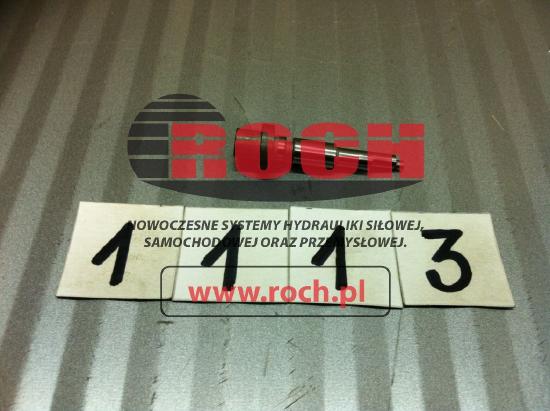 ROCH
NOWOCZESNE SYSTEMY HYDRAULIKI SIŁOWEJ,
SAMOCHODOWEJ ORAZ PRZEMYSŁOWEJ.
1 1 1 3
www.roch.pl